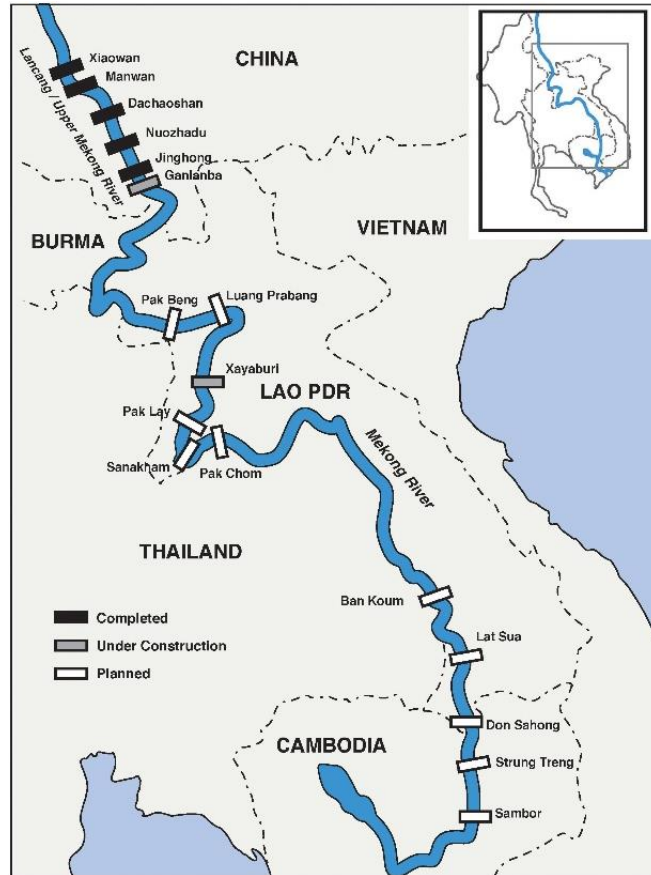 CHINA
Xiaowan
Manwan
Dachaoshan
Lancang / Upper Mekong River
Nuozhadu
Jinghong
Ganlanba
BURMA
VIETNAM
Pak Beng
Luang Prabang
Xayaburi
LAO PDR
Pak Lay
Sanakham
Pak Chom
Mekong River
THAILAND
Ban Koum
Completed
Under Construction
Planned
Lat Sua
Don Sahong
CAMBODIA
Strung Treng
Sambor